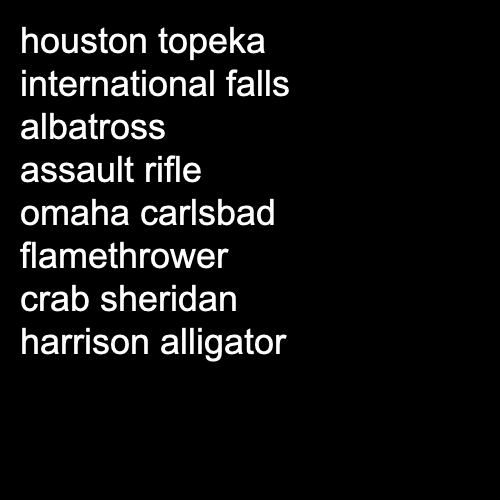 houston topeka
international falls
albatross
assault rifle
omaha carlsbad
flamethrower
crab sheridan
harrison alligator